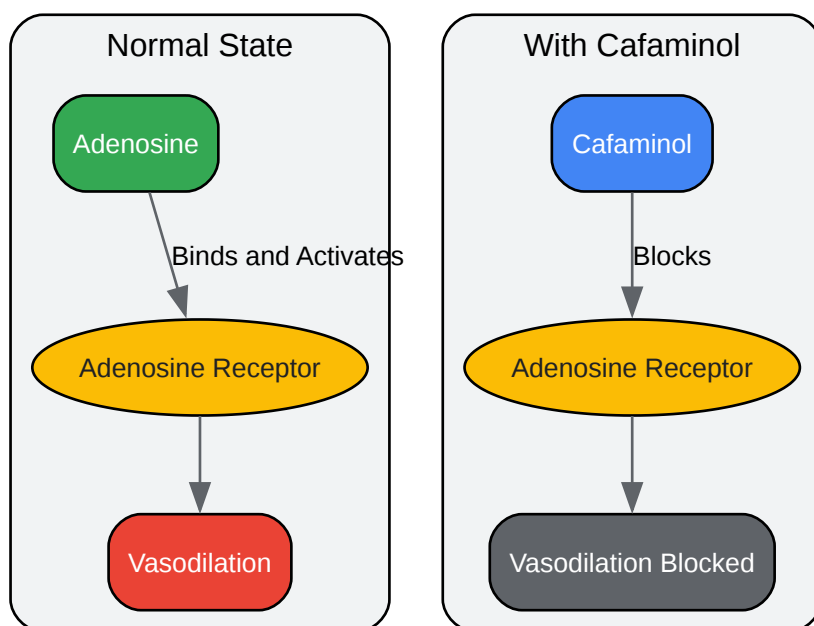 Normal State
Adenosine
Binds and Activates
Adenosine Receptor
Vasodilation
With Cafaminol
Cafaminol
Blocks
Adenosine Receptor
Vasodilation Blocked